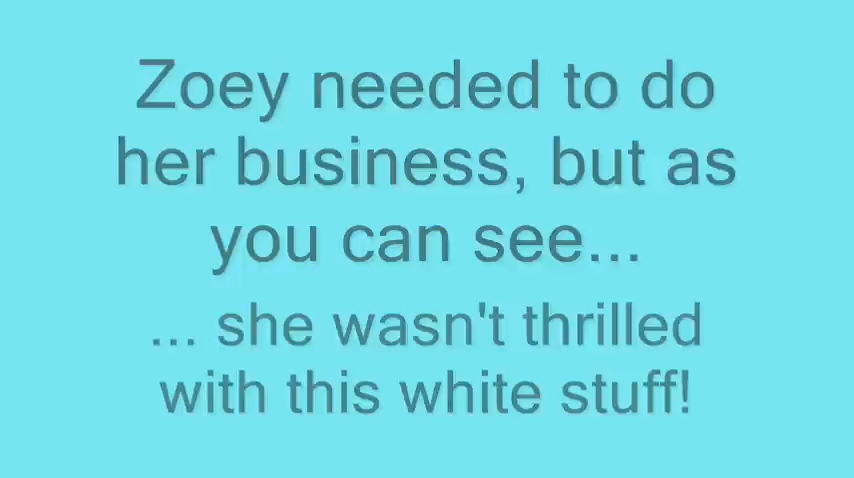 Zoey needed to do
her business, but as
you can see...
... she wasn't thrilled
with this white stuff!